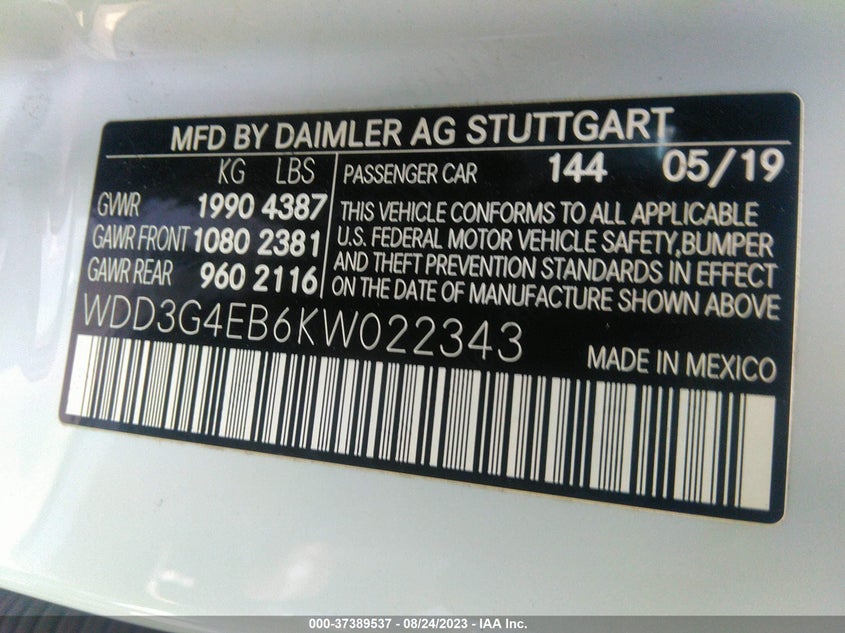 MFD BY DAIMLER AG STUTTGART
KG LBS
GVWR 1990 4387
GAWR FRONT 1080 2381
GAWR REAR 960 2116
PASSENGER CAR 144 05/19
THIS VEHICLE CONFORMS TO ALL APPLICABLE
U.S. FEDERAL MOTOR VEHICLE SAFETY,BUMPER
AND THEFT PREVENTION STANDARDS IN EFFECT
ON THE DATE OF MANUFACTURE SHOWN ABOVE
WDD3G4EB6KW022343
MADE IN MEXICO
000-37389537 - 08/24/2023 - IAA Inc.